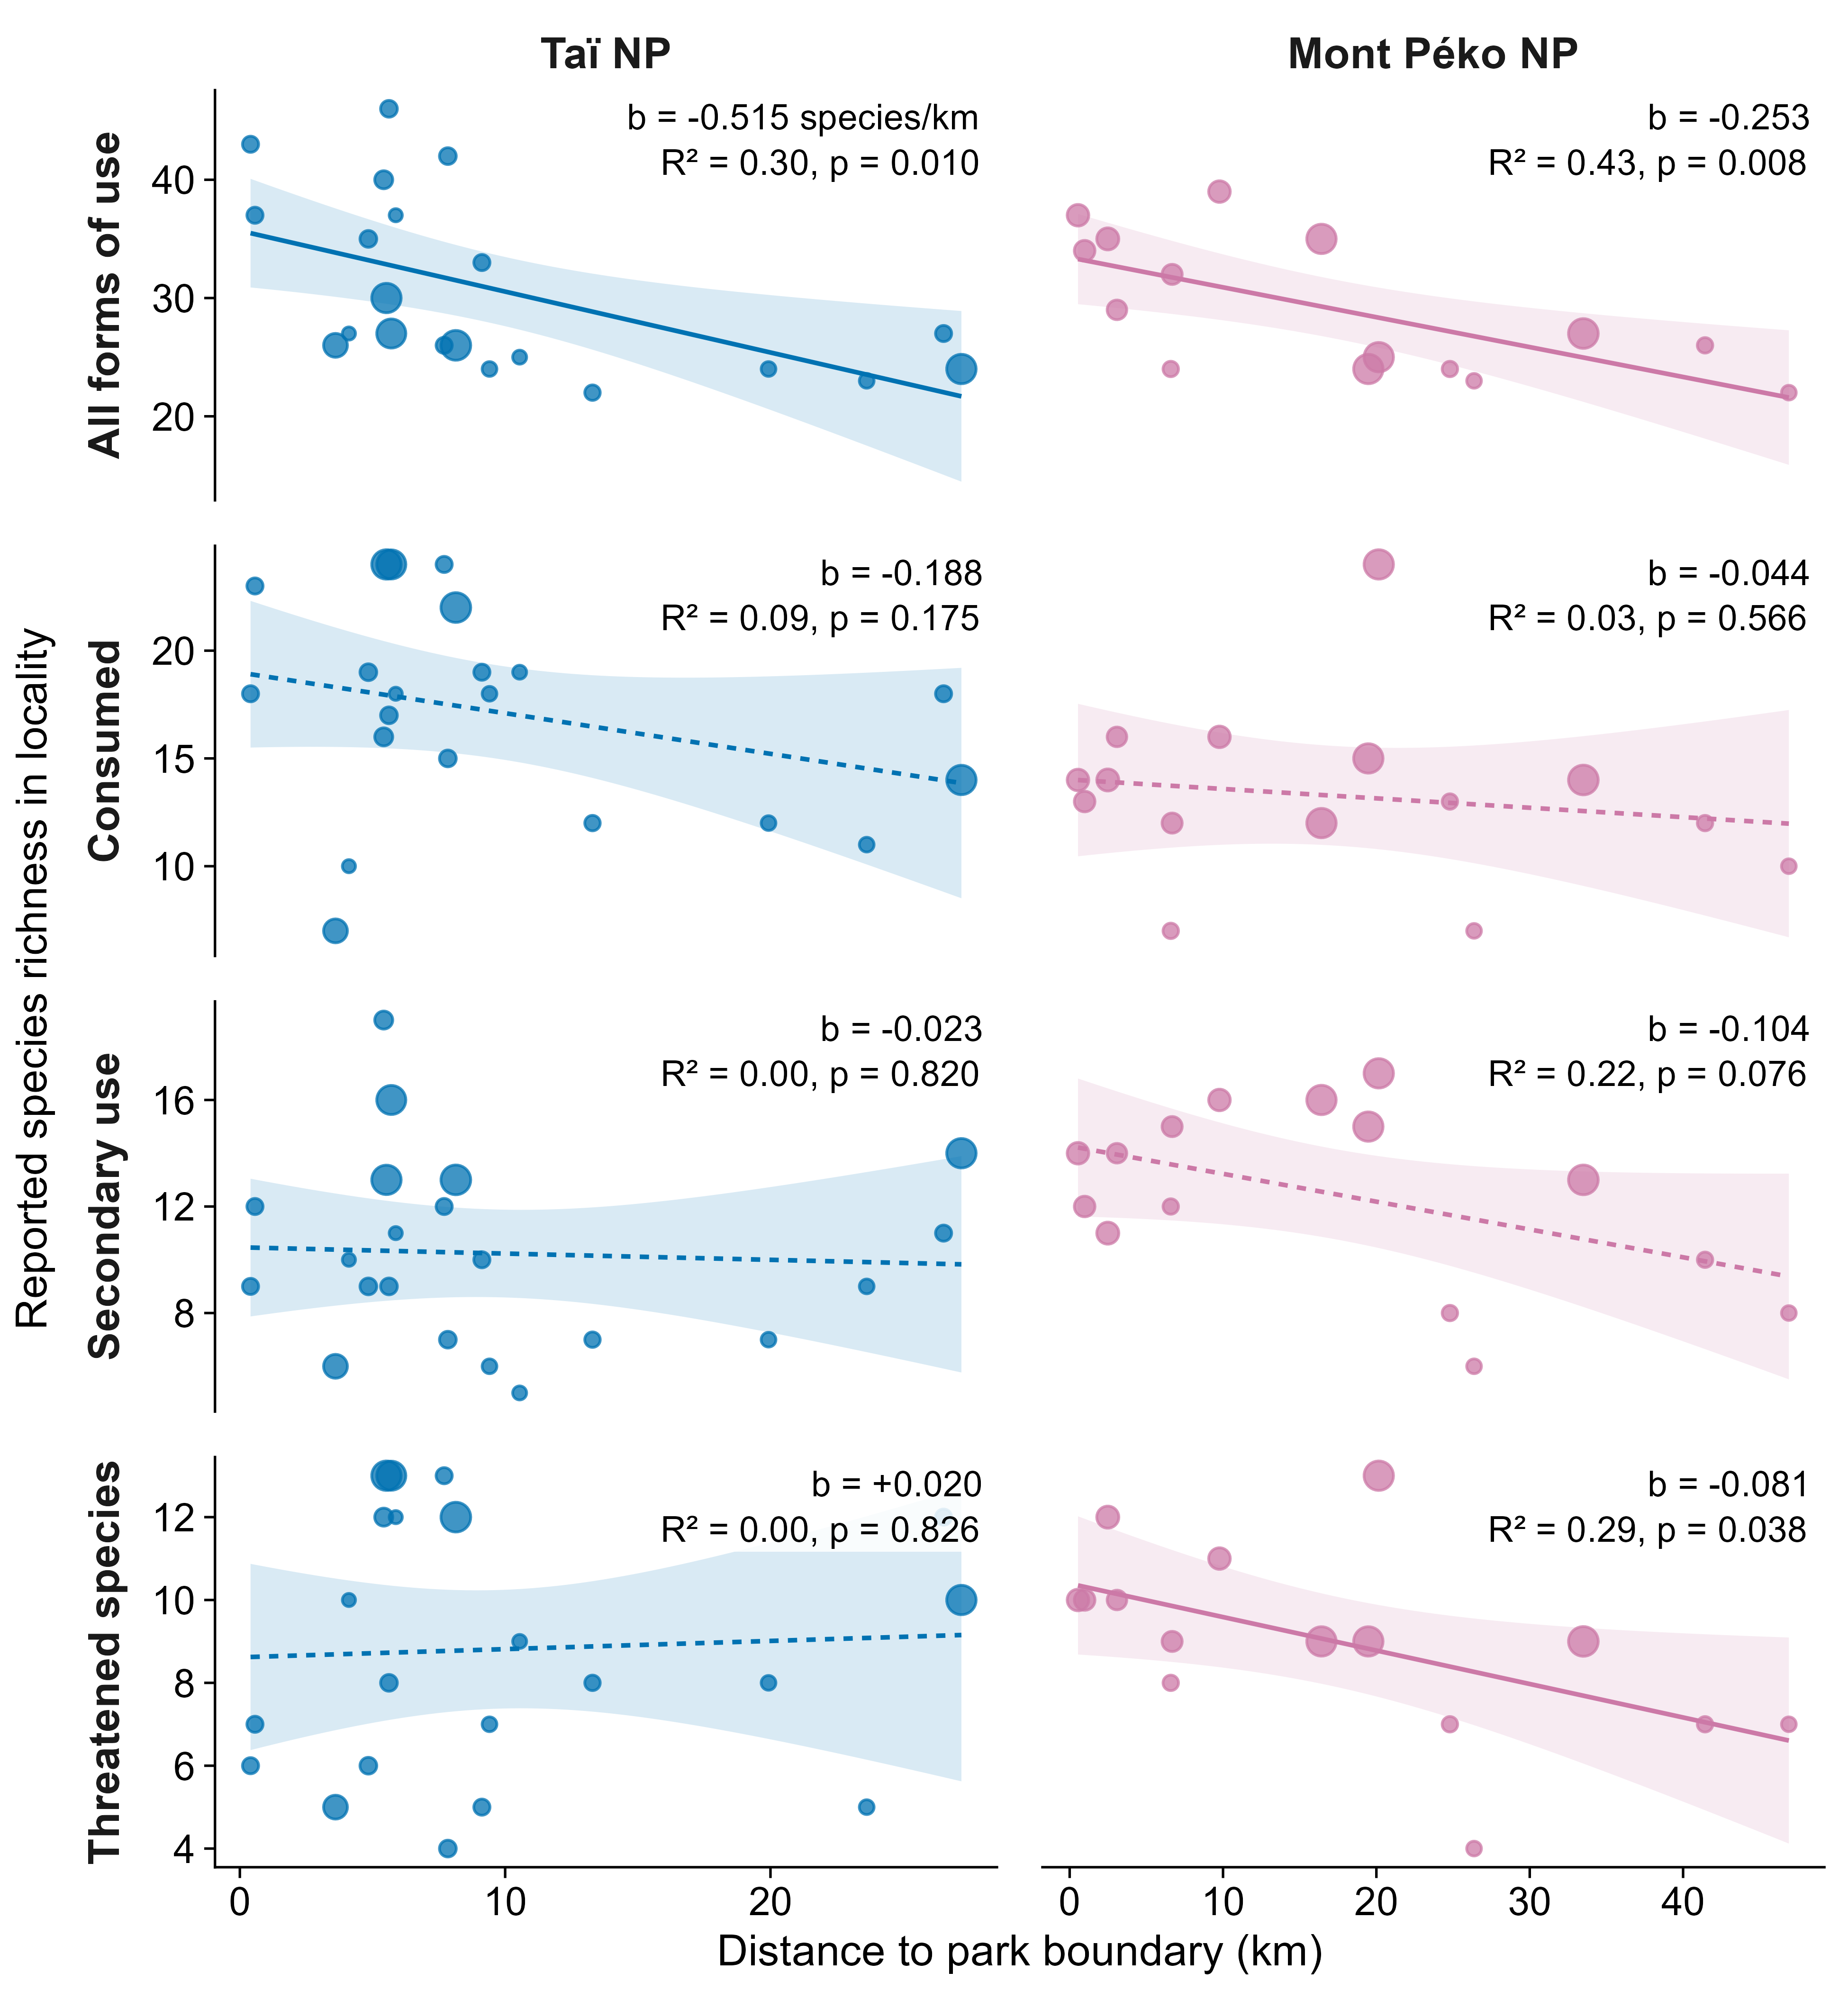 Taï NP
Mont Péko NP
Reported species richness in locality
All forms of use
40
30
20
b = -0.515 species/km
R² = 0.30, p = 0.010
b = -0.253
R² = 0.43, p = 0.008
Consumed
20
15
10
b = -0.188
R² = 0.09, p = 0.175
b = -0.044
R² = 0.03, p = 0.566
Secondary use
16
12
8
b = -0.023
R² = 0.00, p = 0.820
b = -0.104
R² = 0.22, p = 0.076
Threatened species
12
10
8
6
4
b = +0.020
R² = 0.00, p = 0.826
b = -0.081
R² = 0.29, p = 0.038
0 10 20
0 10 20 30 40
Distance to park boundary (km)